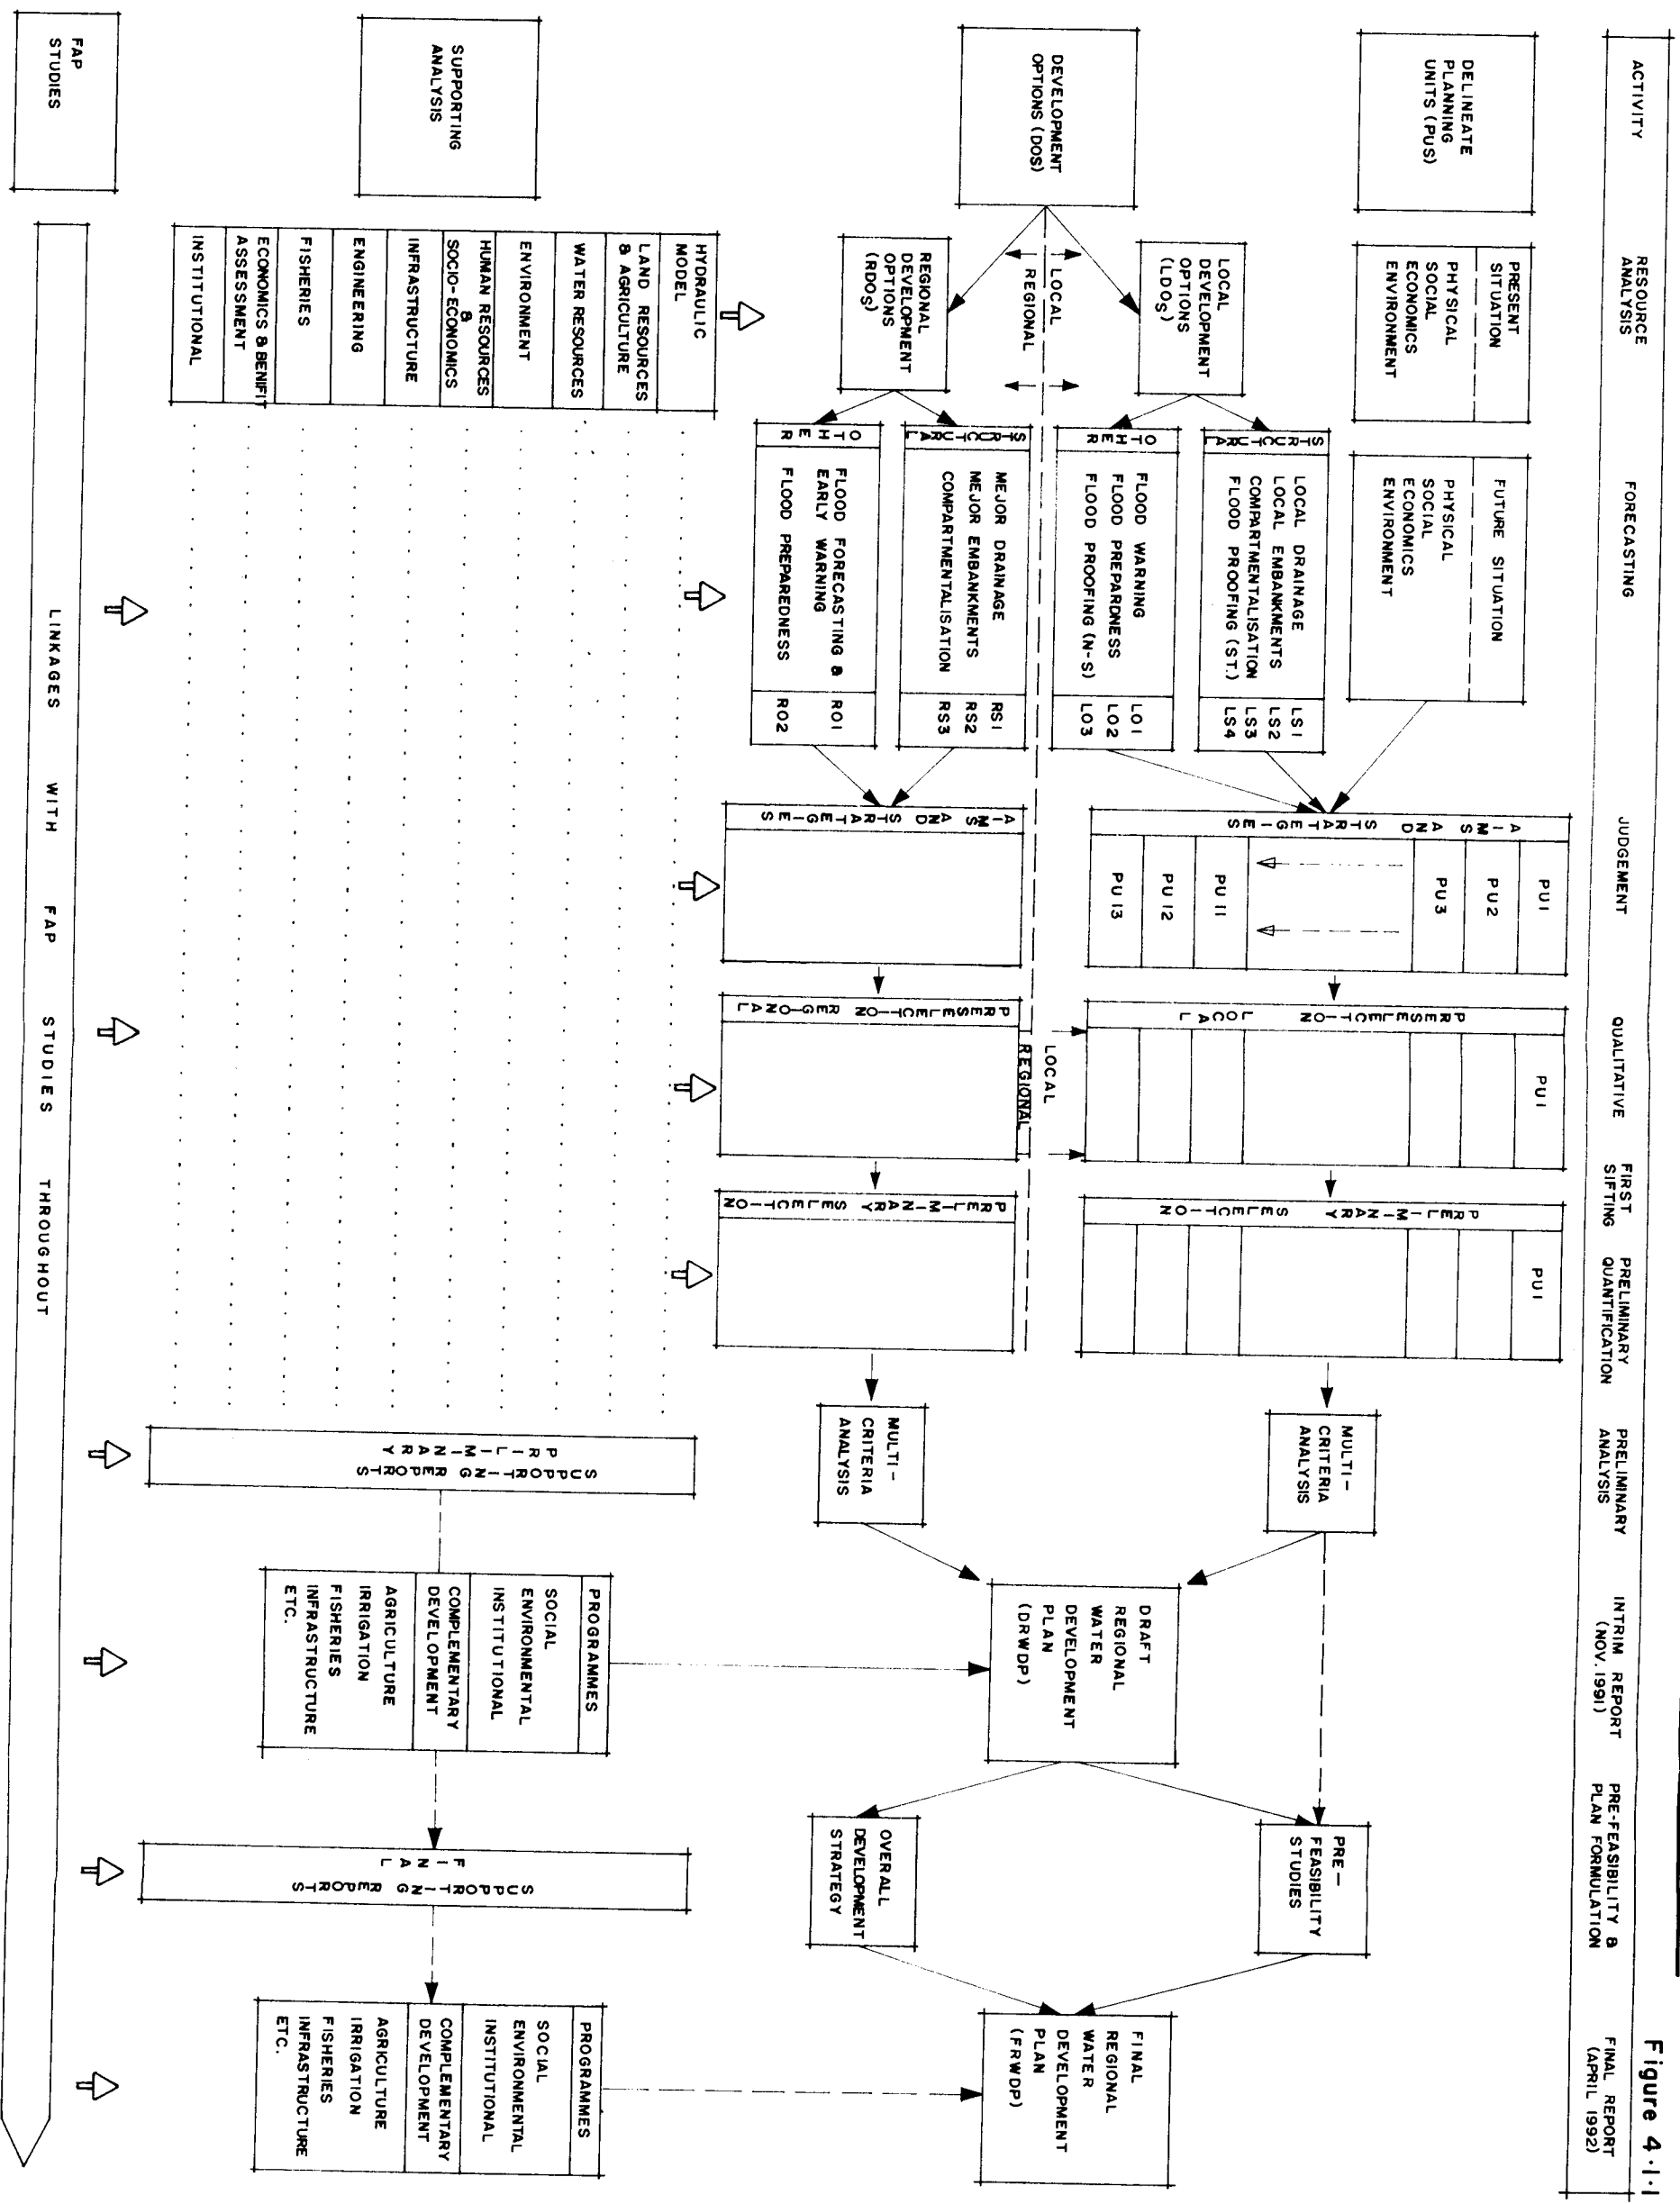 Figure 4.1.1
ACTIVITY
RESOURCE
ANALYSIS
FORECASTING
JUDGEMENT
QUALITATIVE
FIRST
SIFTING
PRELIMINARY
QUANTIFICATION
PRELIMINARY
ANALYSIS
INTRIM REPORT
(NOV. 1991)
PRE-FEASIBILITY &
PLAN FORMULATION
FINAL REPORT
(APRIL 1992)
DELINEATE
PLANNING
UNITS (PUS)
PRESENT
SITUATION
PHYSICAL
SOCIAL
ECONOMICS
ENVIRONMENT
FUTURE SITUATION
PHYSICAL
SOCIAL
ECONOMICS
ENVIRONMENT
DEVELOPMENT
OPTIONS (DOS)
LOCAL
REGIONAL
LOCAL
DEVELOPMENT
OPTIONS
(LDOs)
STRUCTURAL
LOCAL DRAINAGE LS1
LOCAL EMBANKMENTS LS2
COMPARTMENTALISATION LS3
FLOOD PROOFING (ST.) LS4
OTHER
FLOOD WARNING LO1
FLOOD PREPARDNESS LO2
FLOOD PROOFING (N-S) LO3
REGIONAL
DEVELOPMENT
OPTIONS
(RDOS)
STRUCTURAL
MEJOR DRAINAGE RS1
MEJOR EMBANKMENTS RS2
COMPARTMENTALISATION RS3
OTHER
FLOOD FORECASTING &
EARLY WARNING RO1
FLOOD PREPAREDNESS RO2
AIMS AND STARTEGIES
PU1
PU2
PU3
PU11
PU12
PU13
PERESELECTION LOCAL
PU1
PERELIMINARY SELECTION
PU1
MULTI-
CRITERIA
ANALYSIS
AIMS AND STARTEGIES
PERESELECTION REGIONAL
LOCAL
REGIONAL
PRELIMINARY SELECTION
MULTI-
CRITERIA
ANALYSIS
DRAFT
REGIONAL
WATER
DEVELOPMENT
PLAN
(DRWDP)
PRE-
FEASIBILITY
STUDIES
OVERALL
DEVELOPMENT
STRATEGY
FINAL
REGIONAL
WATER
DEVELOPMENT
PLAN
(FRWDP)
SUPPORTING
ANALYSIS
HYDRAULIC
MODEL
LAND RESOURCES
& AGRICULTURE
WATER RESOURCES
ENVIRONMENT
HUMAN RESOURCES
&
SOCIO-ECONOMICS
INFRASTRUCTURE
ENGINEERING
FISHERIES
ECONOMICS & BENIFIT
ASSESSMENT
INSTITUTIONAL
PRILIMINARY
SUPPORTING REPORTS
PROGRAMMES
SOCIAL
ENVIRONMENTAL
INSTITUTIONAL
COMPLEMENTARY
DEVELOPMENT
AGRICULTURE
IRRIGATION
FISHERIES
INFRASTRUCTURE
ETC.
FINAL
SUPPORTING REPORTS
PROGRAMMES
SOCIAL
ENVIRONMENTAL
INSTITUTIONAL
COMPLEMENTARY
DEVELOPMENT
AGRICULTURE
IRRIGATION
FISHERIES
INFRASTRUCTURE
ETC.
FAP
STUDIES
LINKAGES WITH FAP STUDIES THROUGHOUT